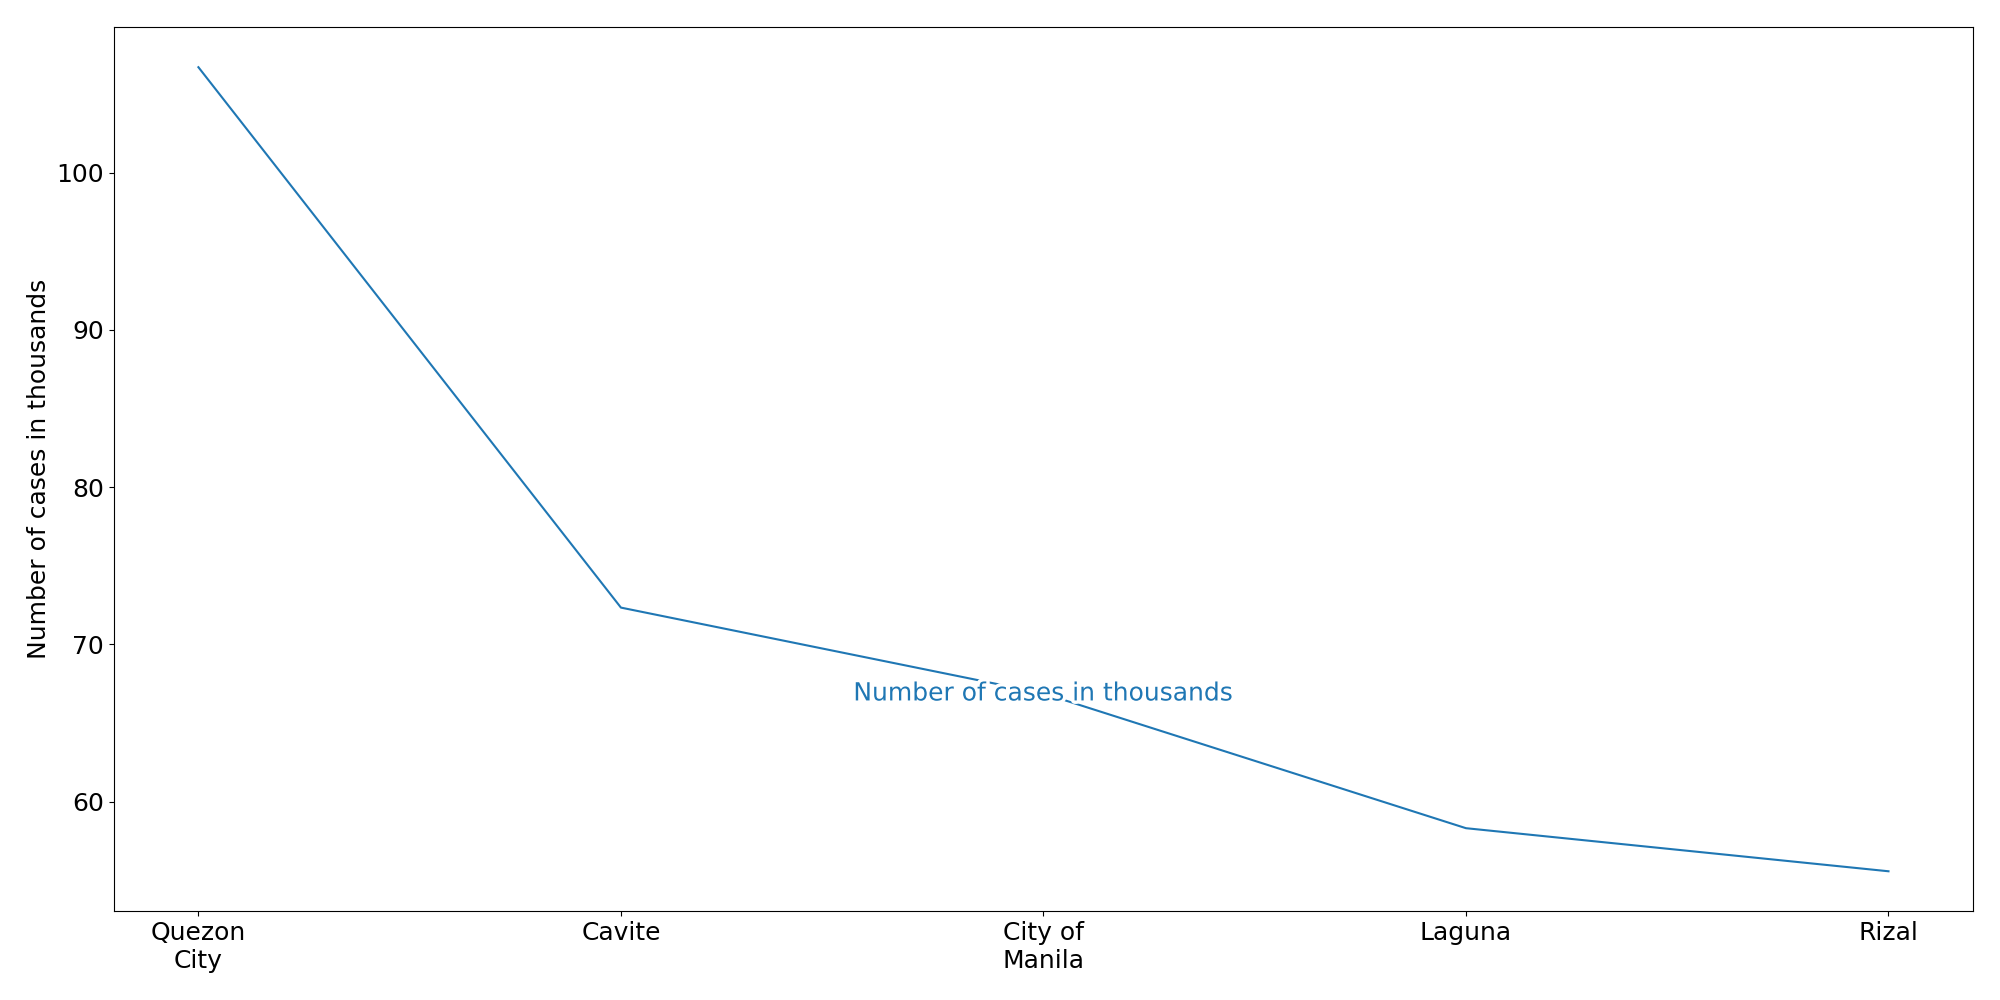 Number of cases in thousands
100
90
80
70
60
Number of cases in thousands
Quezon
City
Cavite
City of
Manila
Laguna
Rizal